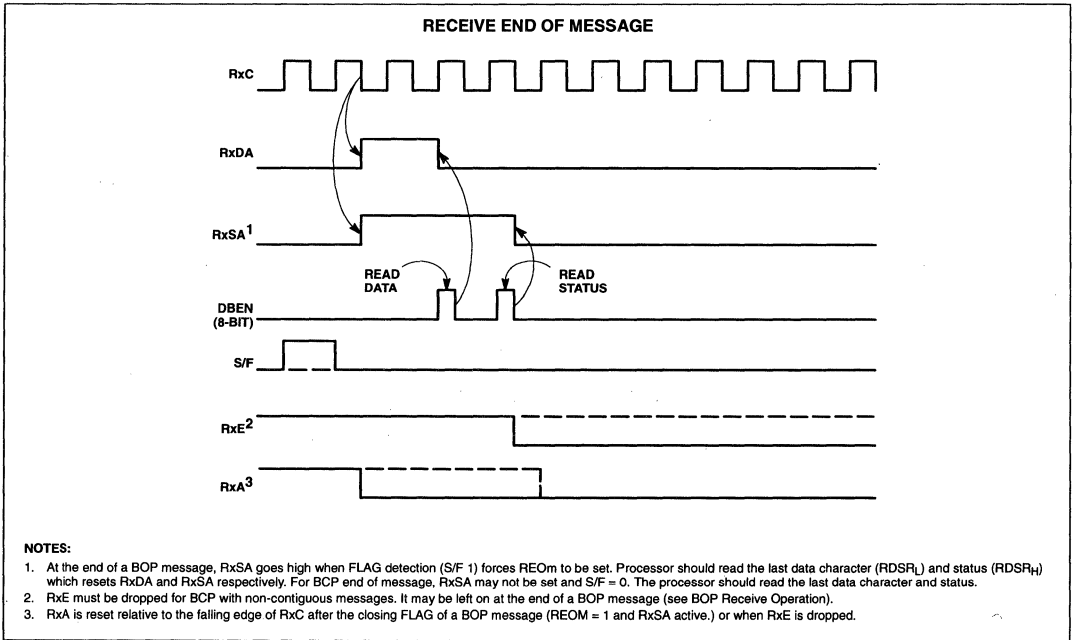 RECEIVE END OF MESSAGE
RxC
RxDA
RxSA1
READ
DATA
READ
STATUS
DBEN
(8-BIT)
S/F
RxE2
RxA3
NOTES:
1. At the end of a BOP message, RxSA goes high when FLAG detection (S/F 1) forces REOm to be set. Processor should read the last data character (RDSRL) and status (RDSRH)
which resets RxDA and RxSA respectively. For BCP end of message, RxSA may not be set and S/F = 0. The processor should read the last data character and status.
2. RxE must be dropped for BCP with non-contiguous messages. It may be left on at the end of a BOP message (see BOP Receive Operation).
3. RxA is reset relative to the falling edge of RxC after the closing FLAG of a BOP message (REOM = 1 and RxSA active.) or when RxE is dropped.